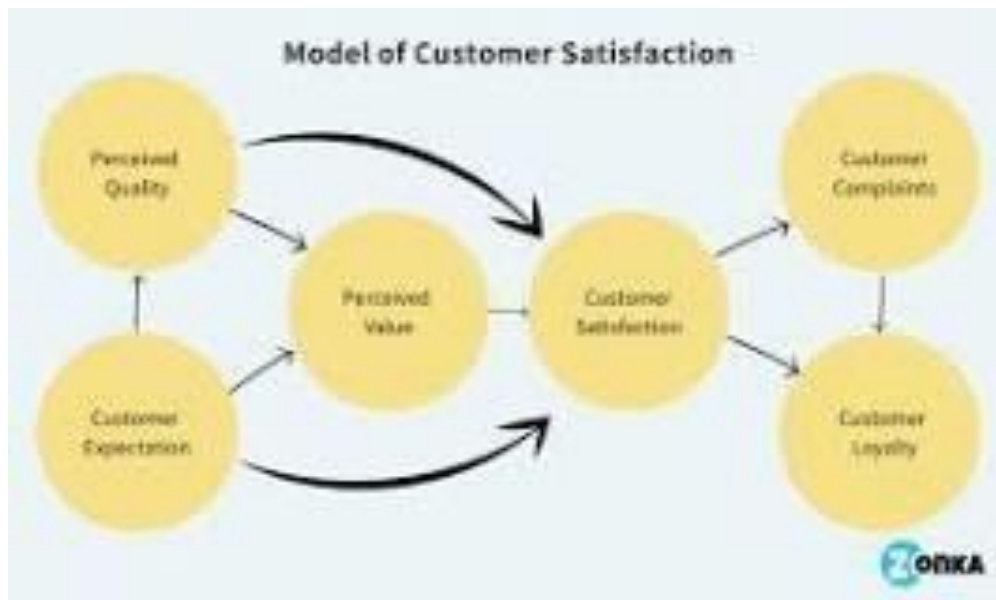 Model of Customer Satisfaction
Perceived
Quality
Customer
Complaints
Perceived
Value
Customer
Satisfaction
Customer
Expectation
Customer
Loyalty
ZONKA